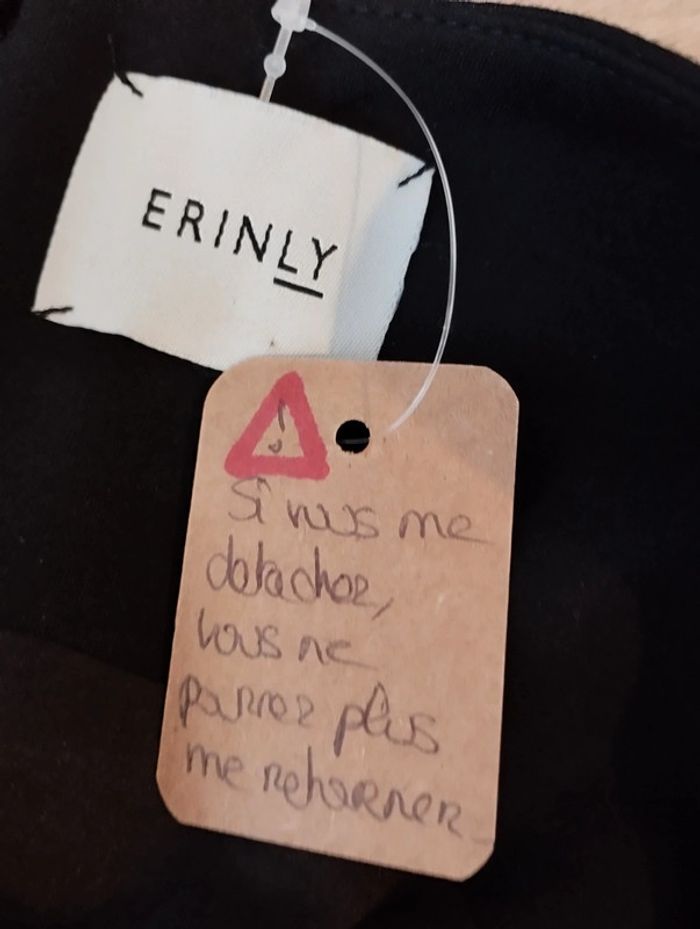 ERINLY
!
Si vous me
detachez,
vous ne
pourrez plus
me retourner